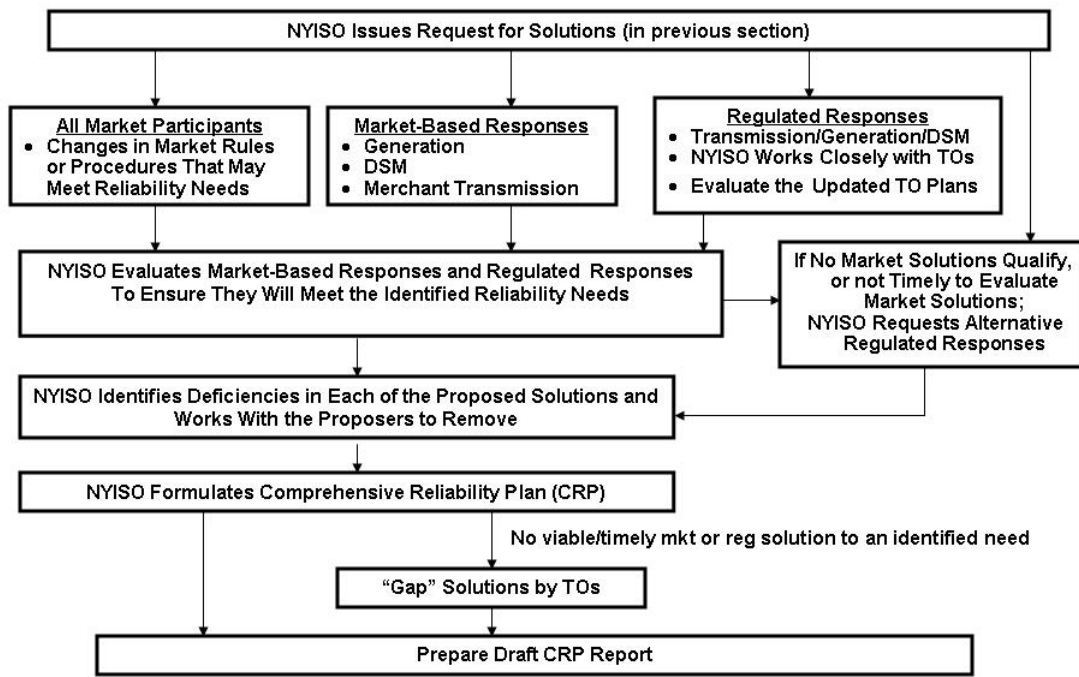 NYISO Issues Request for Solutions (in previous section)
All Market Participants
• Changes in Market Rules
or Procedures That May
Meet Reliability Needs
Market-Based Responses
• Generation
• DSM
• Merchant Transmission
Regulated Responses
• Transmission/Generation/DSM
• NYISO Works Closely with TOs
• Evaluate the Updated TO Plans
NYISO Evaluates Market-Based Responses and Regulated Responses
To Ensure They Will Meet the Identified Reliability Needs
If No Market Solutions Qualify,
or not Timely to Evaluate
Market Solutions;
NYISO Requests Alternative
Regulated Responses
NYISO Identifies Deficiencies in Each of the Proposed Solutions and
Works With the Proposers to Remove
NYISO Formulates Comprehensive Reliability Plan (CRP)
No viable/timely mkt or reg solution to an identified need
“Gap” Solutions by TOs
Prepare Draft CRP Report